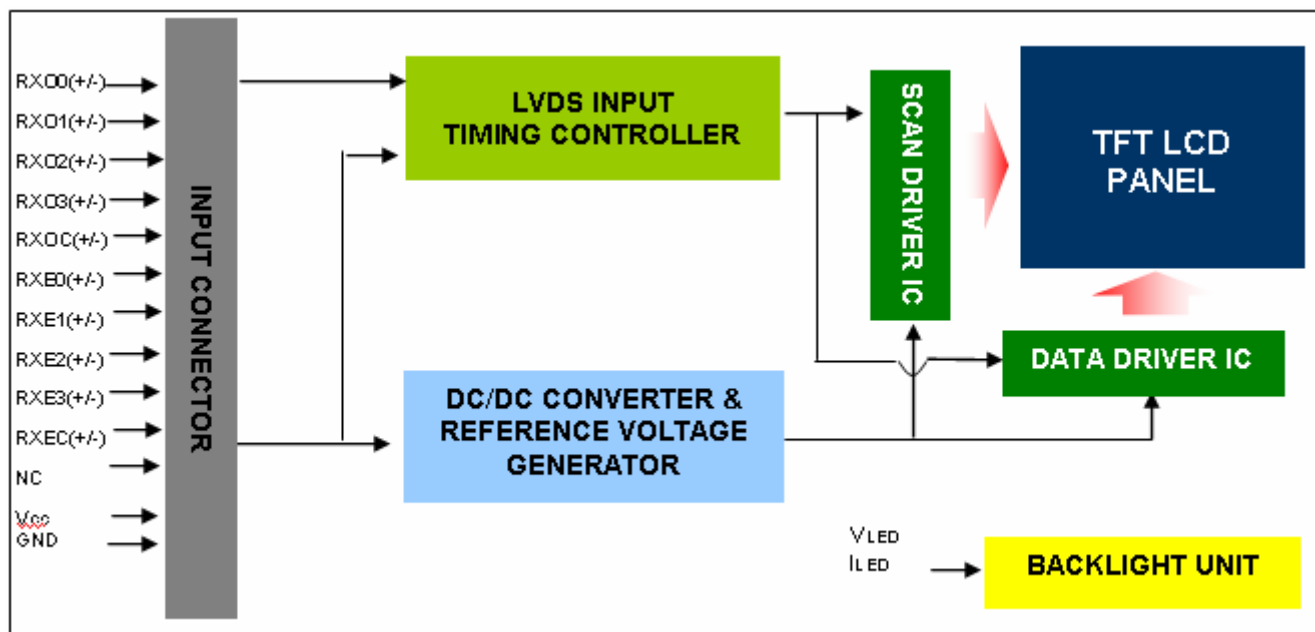 RXO0(+/-)
RXO1(+/-)
RXO2(+/-)
RXO3(+/-)
RXOC(+/-)
RXE0(+/-)
RXE1(+/-)
RXE2(+/-)
RXE3(+/-)
RXEC(+/-)
NC
Vcc
GND
INPUT CONNECTOR
LVDS INPUT
TIMING CONTROLLER
DC/DC CONVERTER &
REFERENCE VOLTAGE
GENERATOR
SCAN DRIVER IC
TFT LCD
PANEL
DATA DRIVER IC
VLED
ILED
BACKLIGHT UNIT